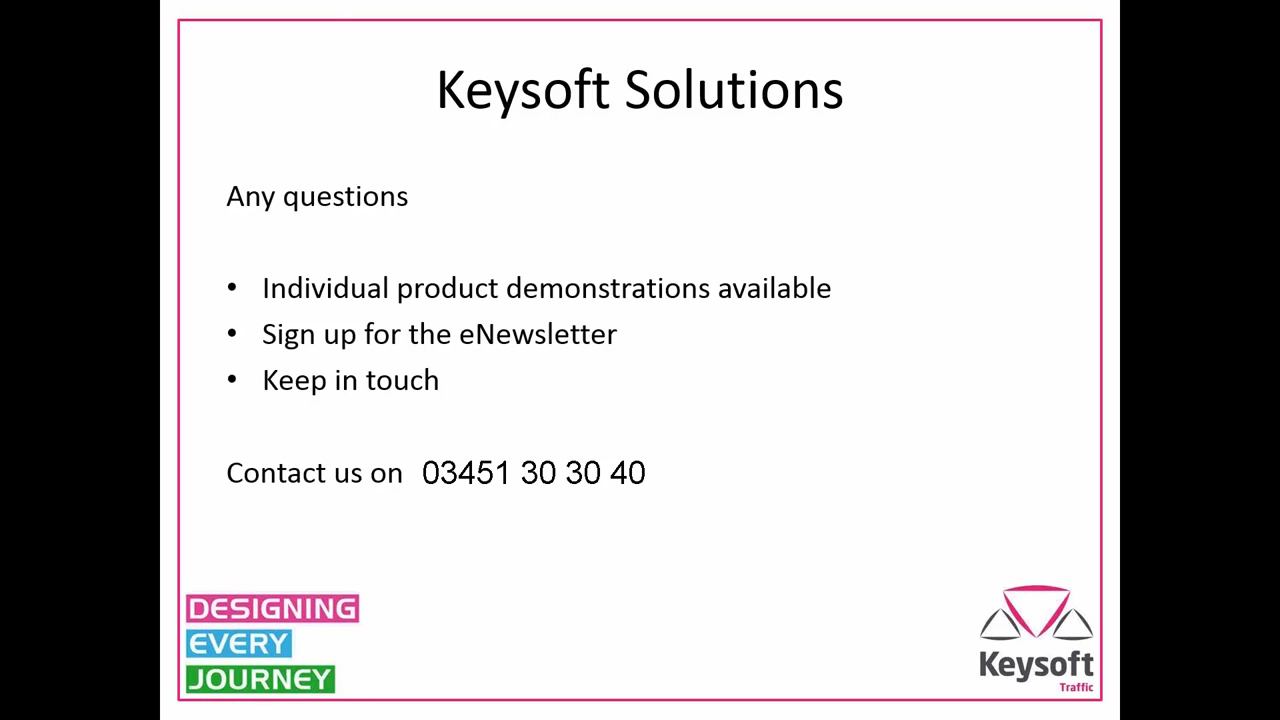 Keysoft Solutions
Any questions
• Individual product demonstrations available
• Sign up for the eNewsletter
• Keep in touch
Contact us on 03451 30 30 40
DESIGNING
EVERY
JOURNEY
Keysoft
Traffic